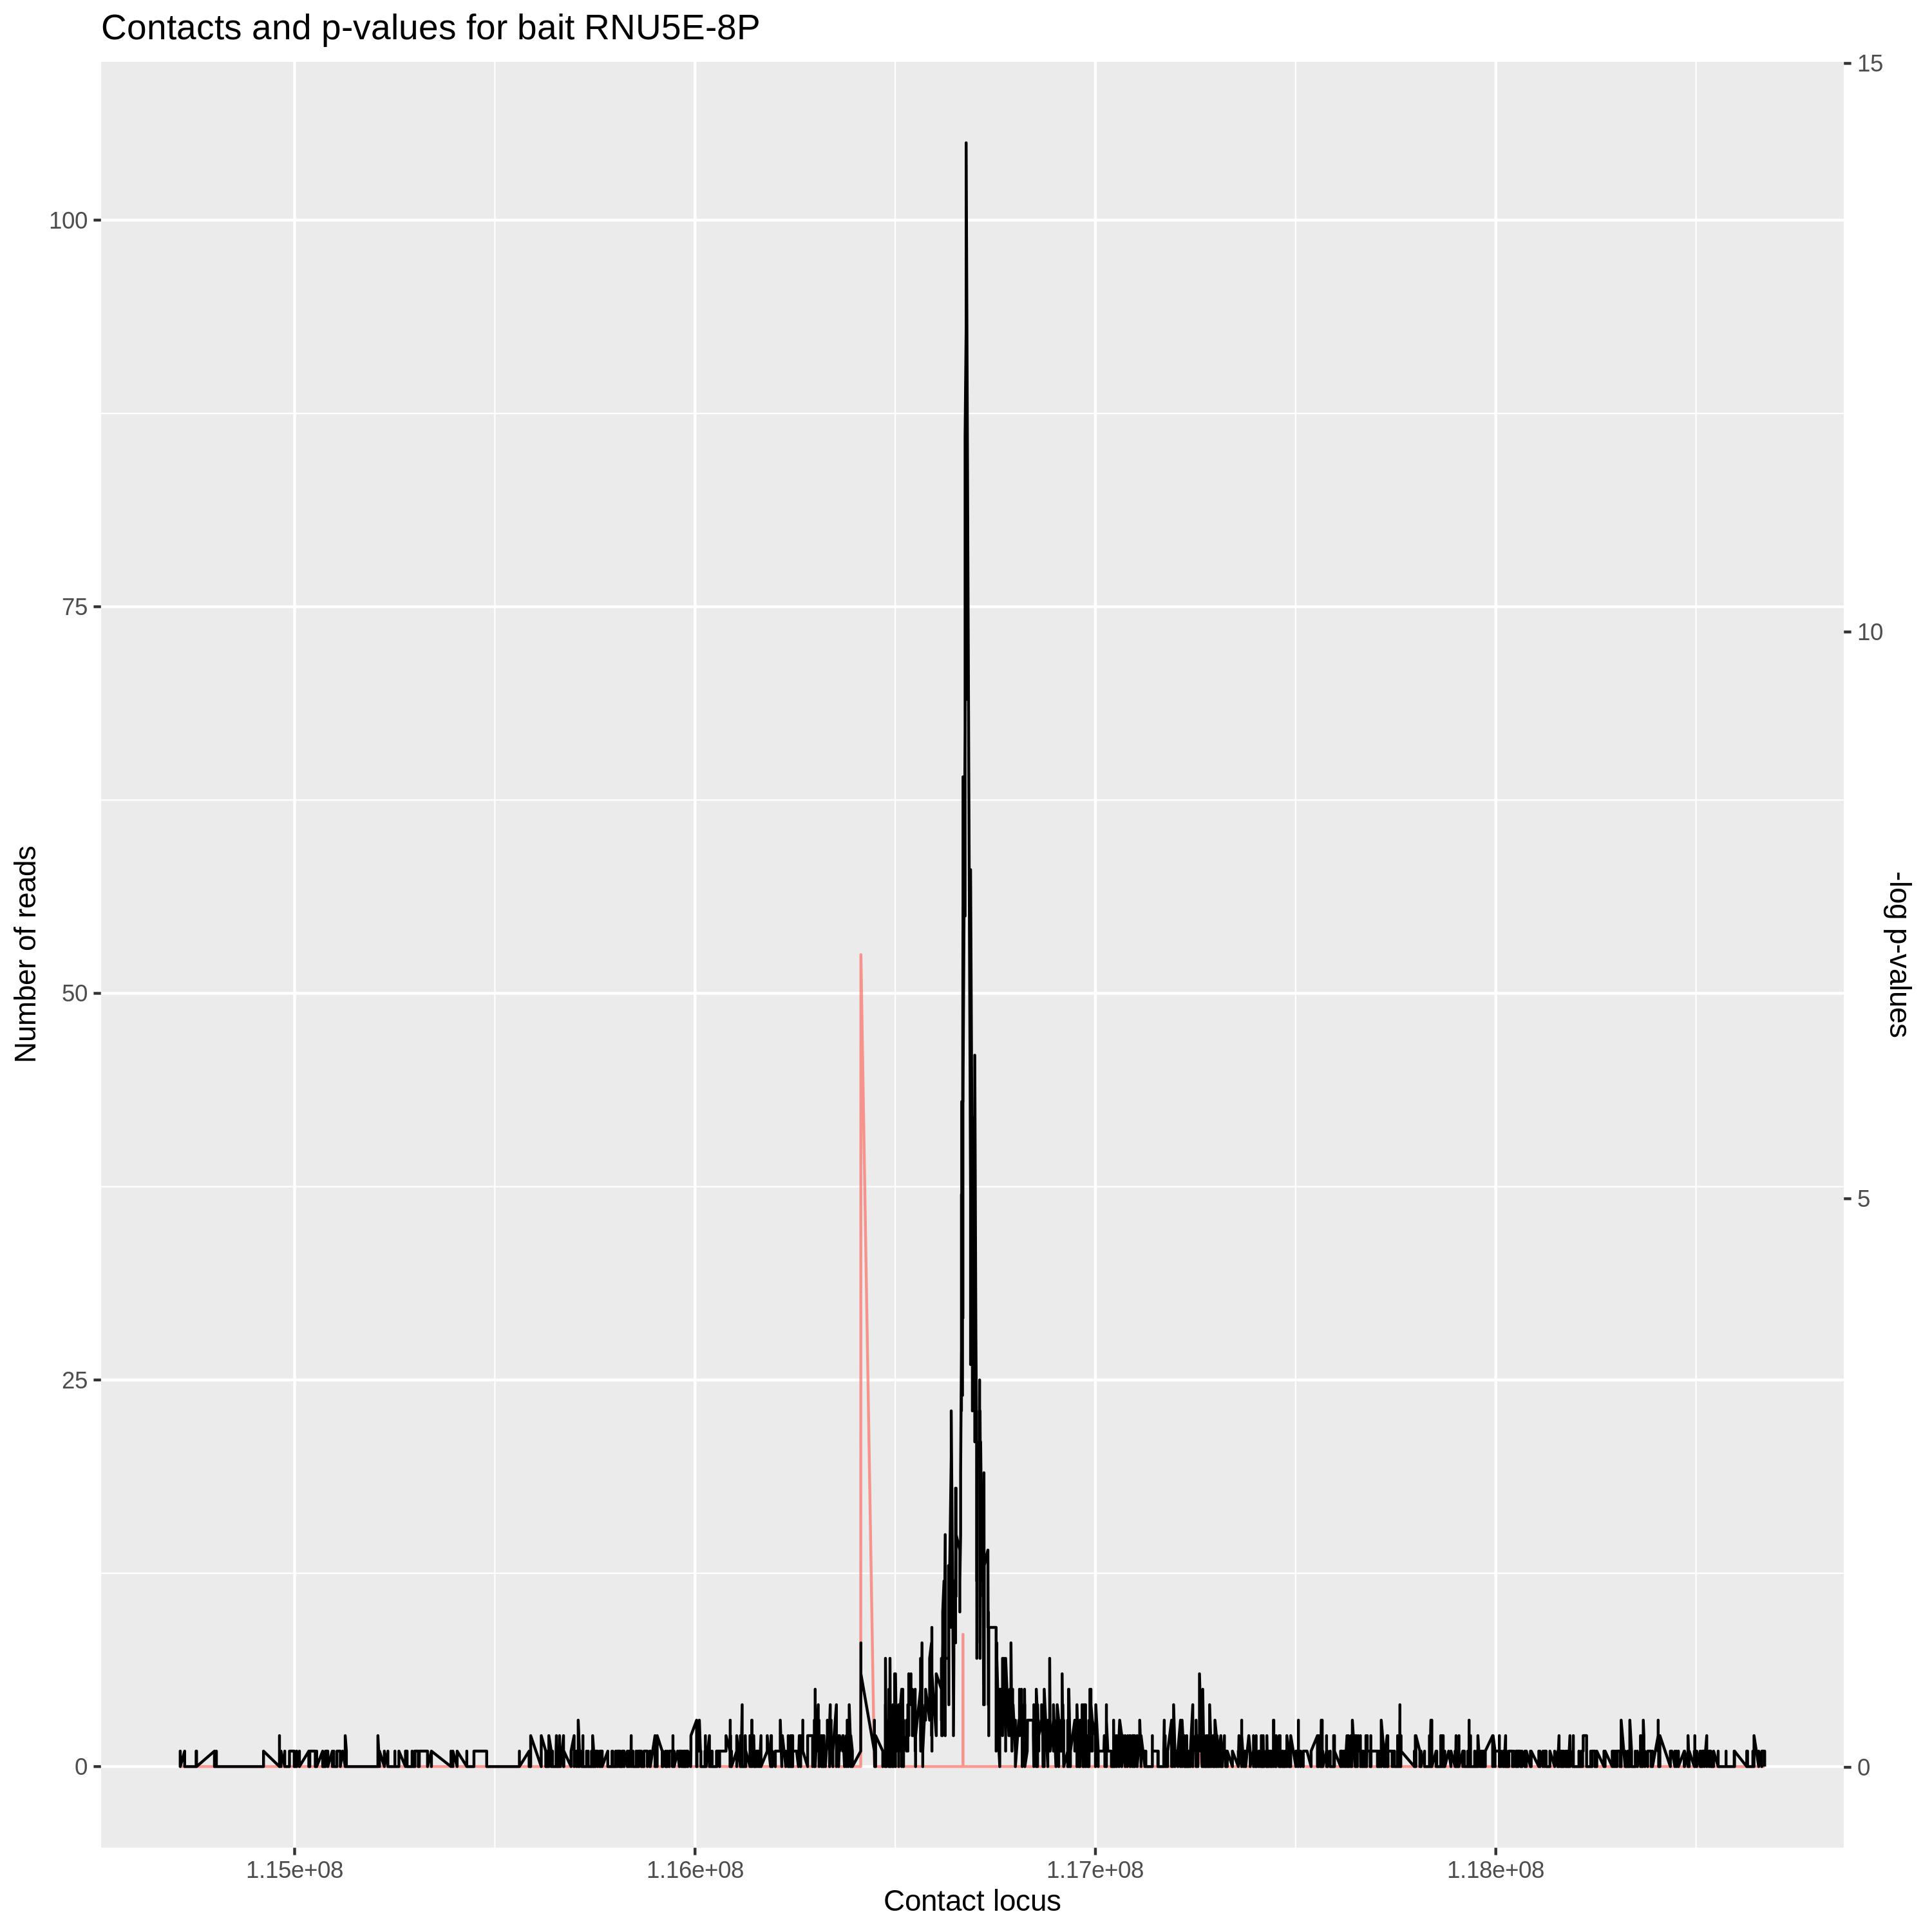 Contacts and p-values for bait RNU5E-8P
15
100
75
10
Number of reads
-log p-values
50
5
25
0
0
1.15e+08
1.16e+08
1.17e+08
1.18e+08
Contact locus